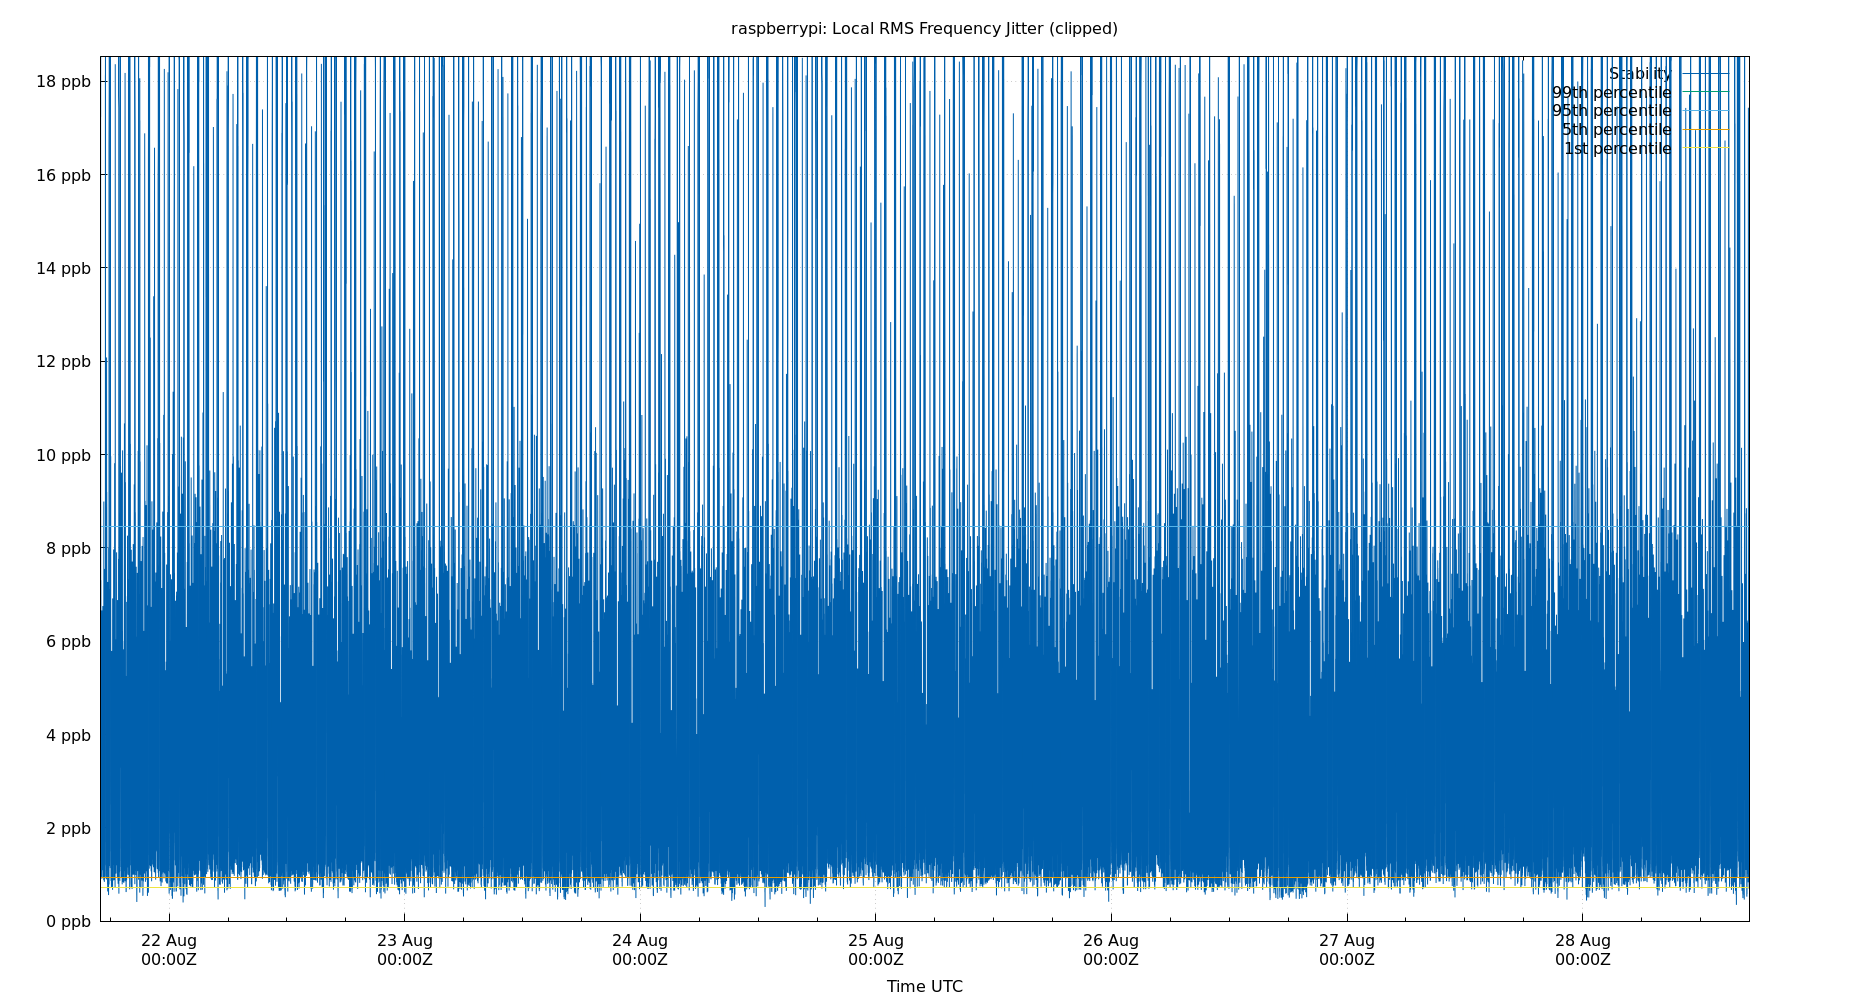 raspberrypi: Local RMS Frequency Jitter (clipped)
18 ppb
16 ppb
14 ppb
12 ppb
10 ppb
8 ppb
6 ppb
4 ppb
2 ppb
0 ppb
Stability
99th percentile
95th percentile
5th percentile
1st percentile
22 Aug 23 Aug 24 Aug 25 Aug 26 Aug 27 Aug 28 Aug
00:00Z 00:00Z 00:00Z 00:00Z 00:00Z 00:00Z 00:00Z
Time UTC